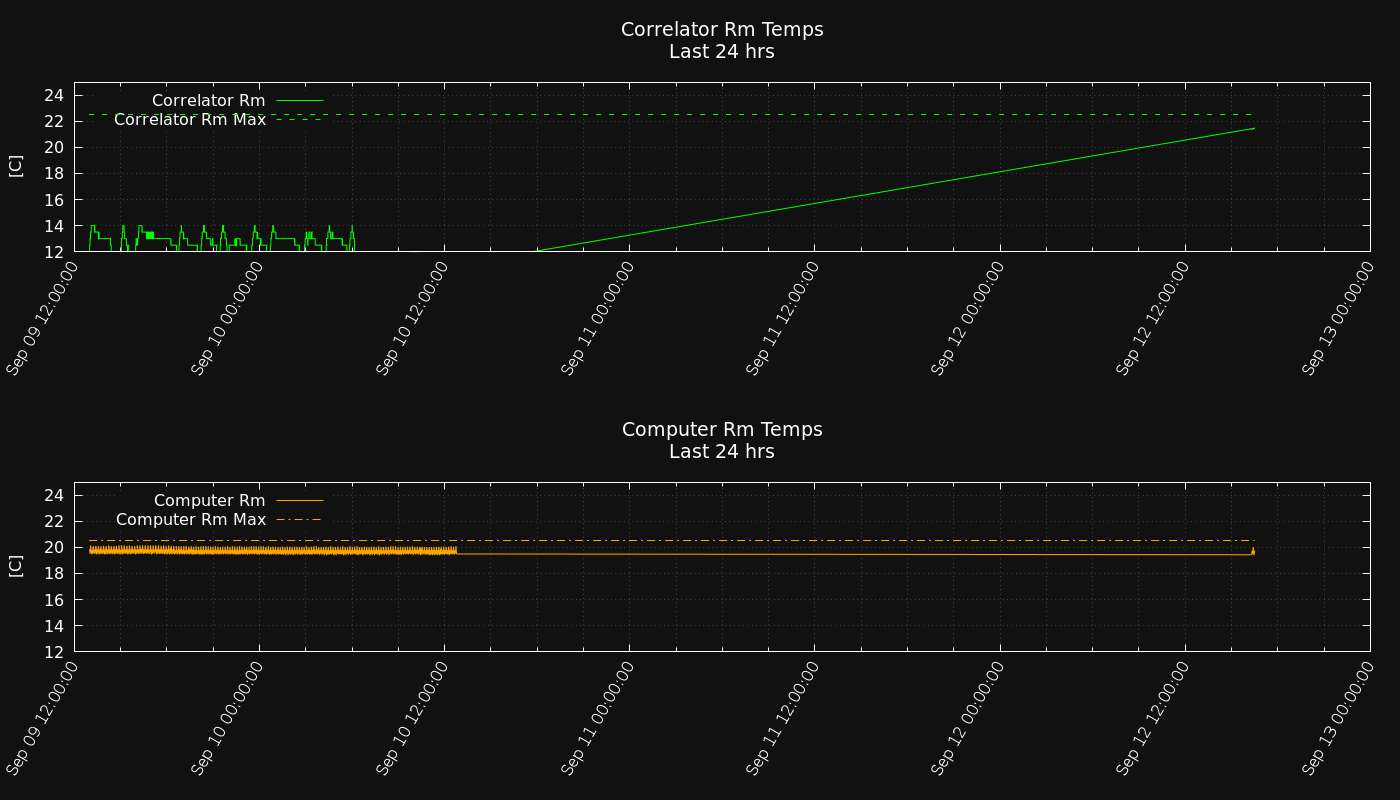 Correlator Rm Temps
Last 24 hrs
24
22
20
18
16
14
12
[C]
Correlator Rm
Correlator Rm Max
Sep 09 12:00:00
Sep 10 00:00:00
Sep 10 12:00:00
Sep 11 00:00:00
Sep 11 12:00:00
Sep 12 00:00:00
Sep 12 12:00:00
Sep 13 00:00:00
Computer Rm Temps
Last 24 hrs
24
22
20
18
16
14
12
[C]
Computer Rm
Computer Rm Max
Sep 09 12:00:00
Sep 10 00:00:00
Sep 10 12:00:00
Sep 11 00:00:00
Sep 11 12:00:00
Sep 12 00:00:00
Sep 12 12:00:00
Sep 13 00:00:00